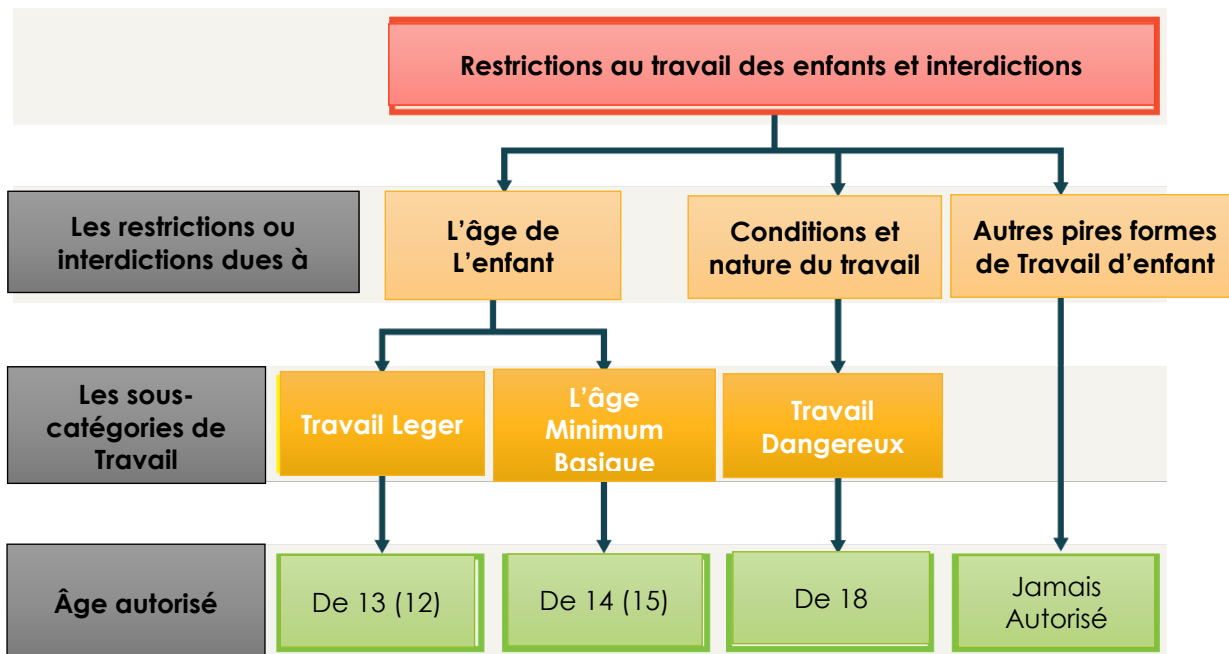 Restrictions au travail des enfants et interdictions
Les restrictions ou
interdictions dues à
L'âge de
L'enfant
Conditions et
nature du travail
Autres pires formes
de Travail d'enfant
Les sous-
catégories de
Travail
Travail Leger
L'âge
Minimum
Basique
Travail
Dangereux
Âge autorisé
De 13 (12)
De 14 (15)
De 18
Jamais
Autorisé